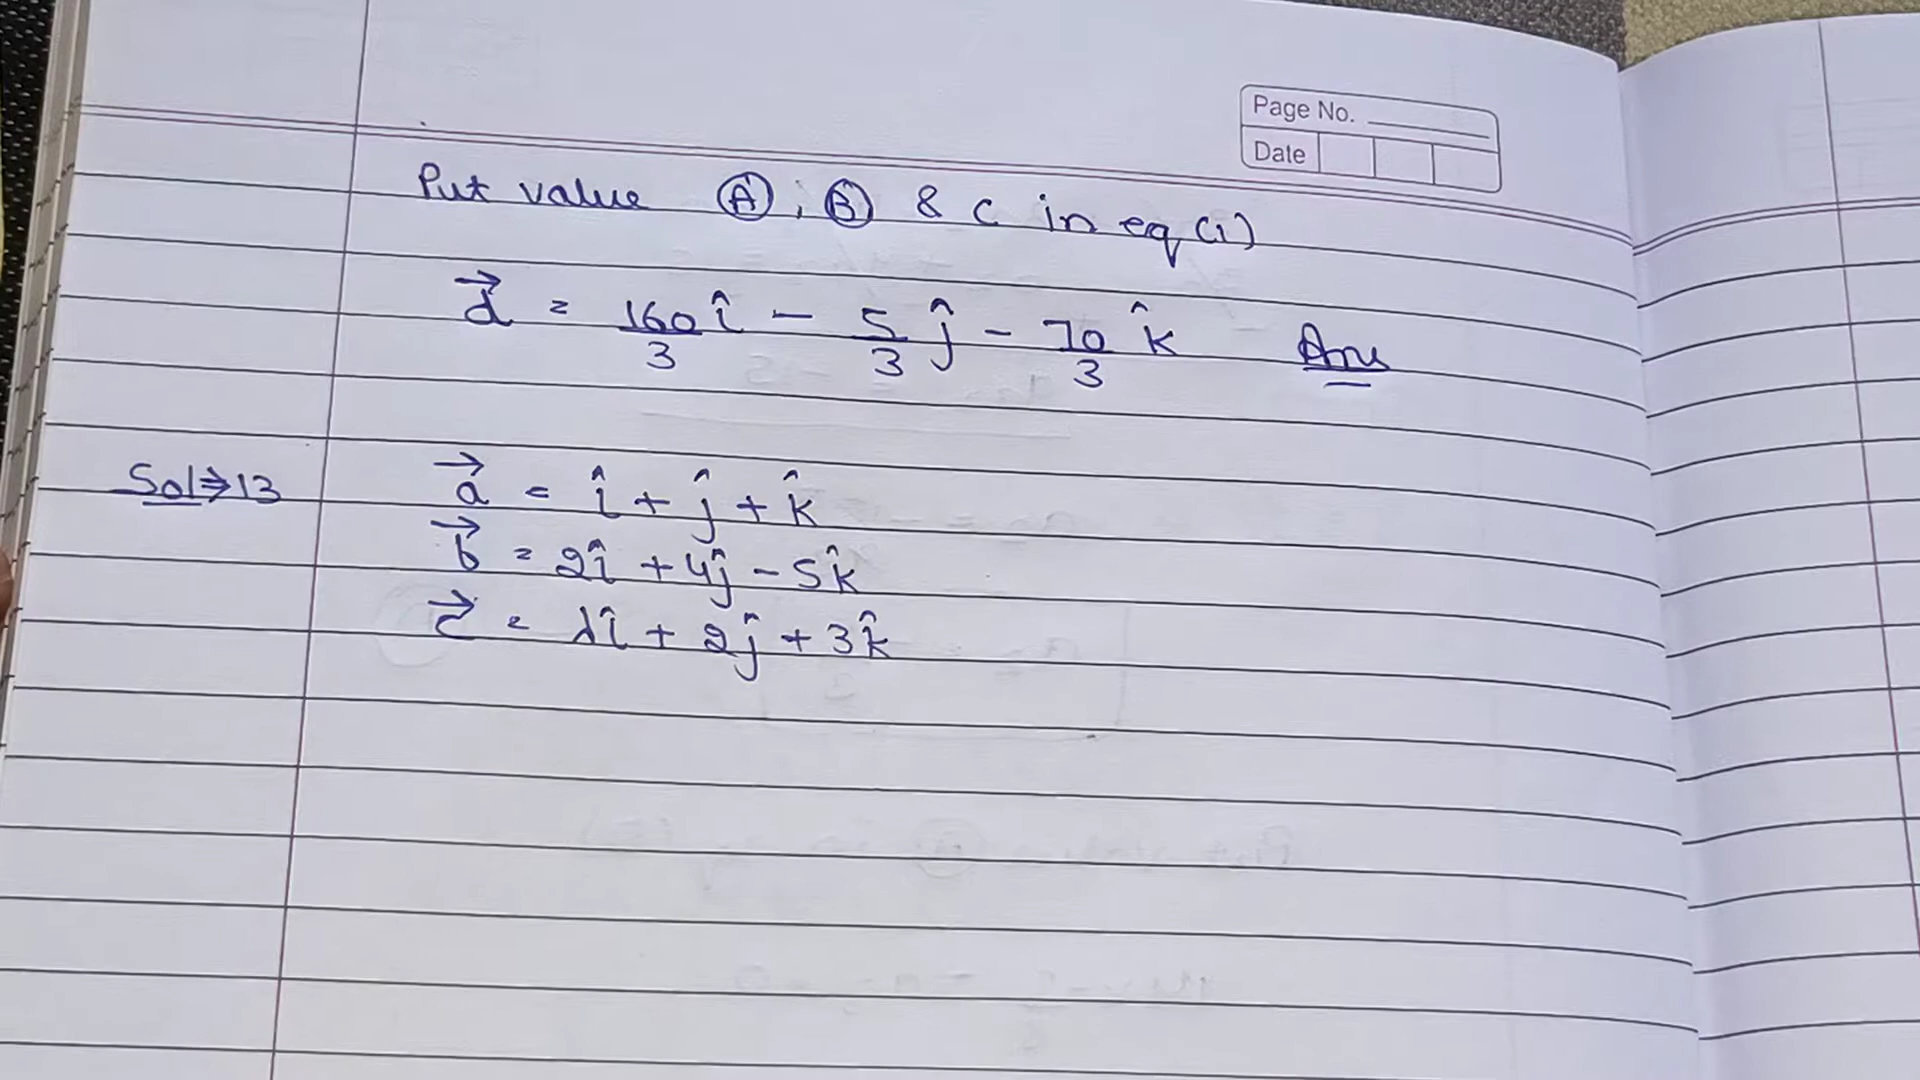 Page No.
Date
Put value Ⓐ, Ⓑ & C in eq (i)
d⃗ = 160/3 î - 5/3 ĵ - 70/3 k̂ Ans
Sol⇒13 a⃗ = î + ĵ + k̂
b⃗ = 2î + 4ĵ - 5k̂
c⃗ = λî + 2ĵ + 3k̂